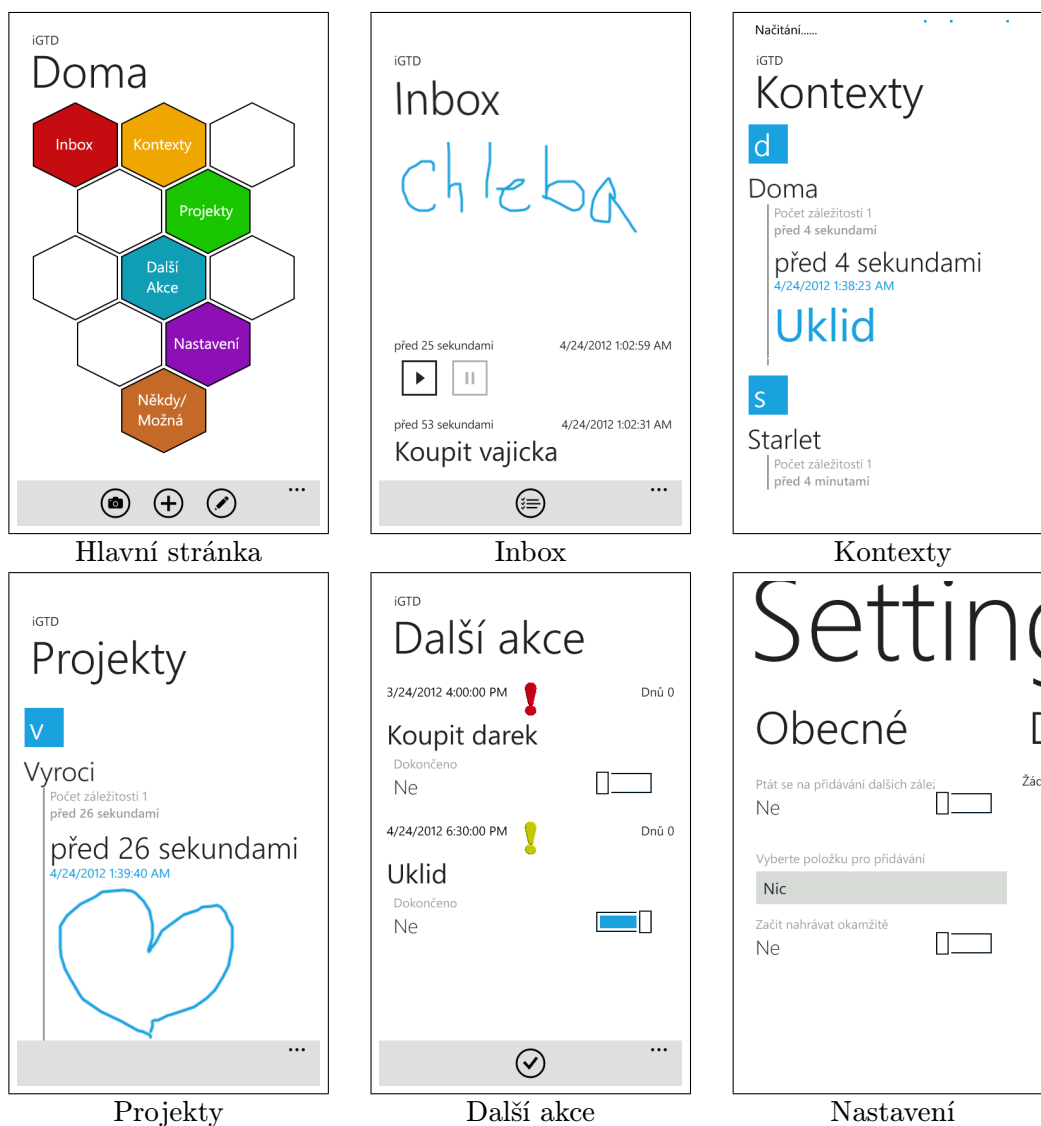 iGTD
Doma
Inbox
Kontexty
Projekty
Další
Akce
Nastavení
Někdy/
Možná
Hlavní stránka
iGTD
Inbox
Chleba
před 25 sekundami 4/24/2012 1:02:59 AM
před 53 sekundami 4/24/2012 1:02:31 AM
Koupit vajicka
Inbox
Načítání......
iGTD
Kontexty
d
Doma
Počet záležitostí 1
před 4 sekundami
před 4 sekundami
4/24/2012 1:38:23 AM
Uklid
s
Starlet
Počet záležitostí 1
před 4 minutami
Kontexty
iGTD
Projekty
v
Vyroci
Počet záležitostí 1
před 26 sekundami
před 26 sekundami
4/24/2012 1:39:40 AM
Projekty
iGTD
Další akce
3/24/2012 4:00:00 PM Dnů 0
Koupit darek
Dokončeno
Ne
4/24/2012 6:30:00 PM Dnů 0
Uklid
Dokončeno
Ne
Další akce
Setting
Obecné
Ptát se na přidávání dalších zálež
Ne
Vyberte položku pro přidávání
Nic
Začít nahrávat okamžitě
Ne
Nastavení